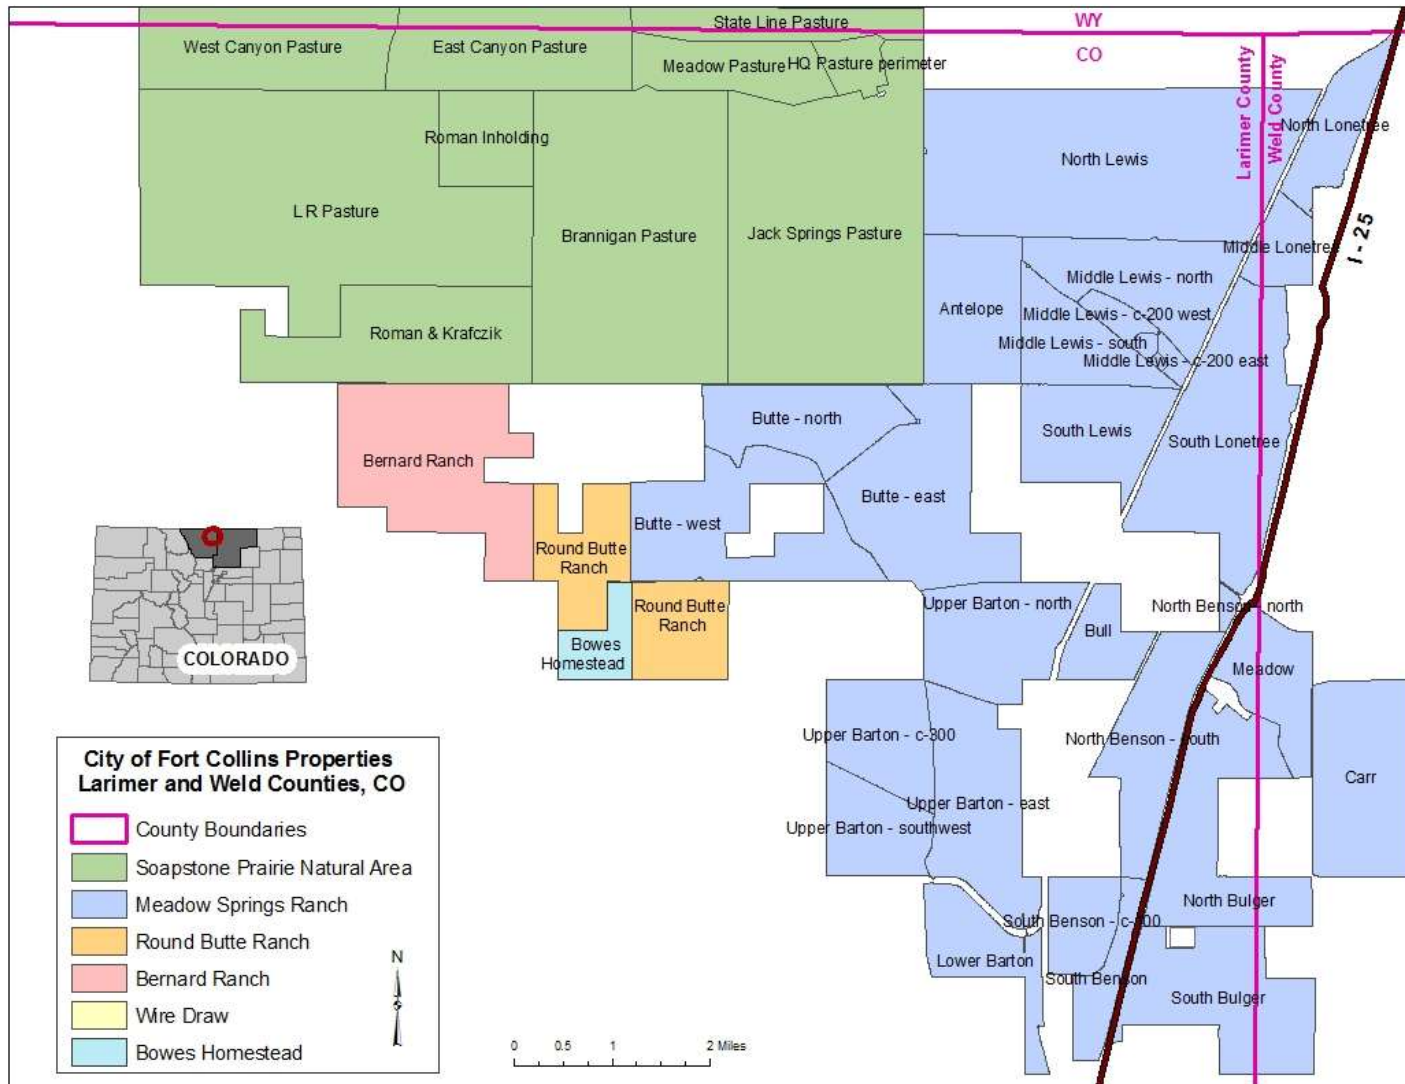 State Line Pasture
WY
West Canyon Pasture
East Canyon Pasture
CO
Meadow Pasture
HQ Pasture perimeter
Larimer County
Weld County
North Lonetree
Roman Inholding
North Lewis
L R Pasture
Brannigan Pasture
Jack Springs Pasture
I - 25
Middle Lonetree
Middle Lewis - north
Antelope
Middle Lewis - c-200 west
Roman & Krafczik
Middle Lewis - south
Middle Lewis - c-200 east
Butte - north
South Lewis
South Lonetree
Bernard Ranch
Butte - east
Butte - west
Round Butte
Ranch
Upper Barton - north
North Benson - north
Round Butte
Ranch
Bull
Bowes
Homestead
COLORADO
Meadow
Upper Barton - c-300
North Benson - south
Carr
Upper Barton - east
Upper Barton - southwest
North Bulger
South Benson - c-100
Lower Barton
South Benson
South Bulger
City of Fort Collins Properties
Larimer and Weld Counties, CO
County Boundaries
Soapstone Prairie Natural Area
Meadow Springs Ranch
Round Butte Ranch
Bernard Ranch
Wire Draw
Bowes Homestead
N
0 0.5 1 2 Miles